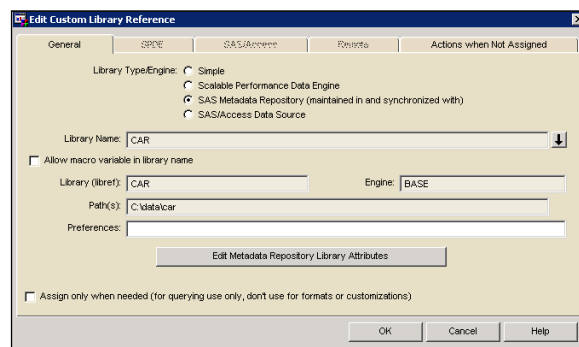 Edit Custom Library Reference
General SPDE SAS/Access Remote Actions when Not Assigned
Library Type/Engine: Simple
Scalable Performance Data Engine
SAS Metadata Repository (maintained in and synchronized with)
SAS/Access Data Source
Library Name: CAR
Allow macro variable in library name
Library (libref): CAR Engine: BASE
Path(s): C:\data\car
Preferences:
Edit Metadata Repository Library Attributes
Assign only when needed (for querying use only, don't use for formats or customizations)
OK Cancel Help